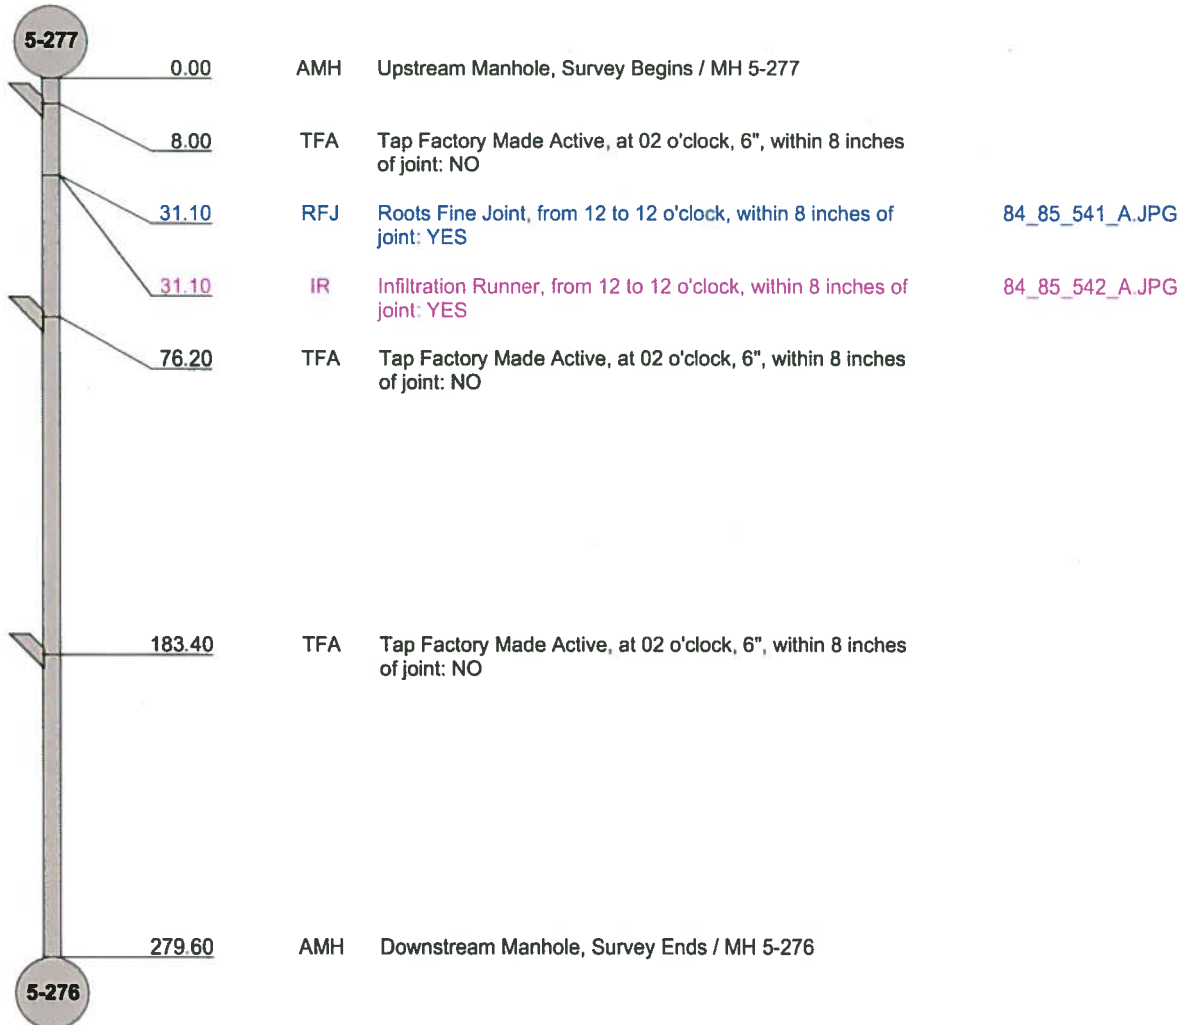 5-277
0.00 AMH Upstream Manhole, Survey Begins / MH 5-277
8.00 TFA Tap Factory Made Active, at 02 o'clock, 6", within 8 inches
of joint: NO
31.10 RFJ Roots Fine Joint, from 12 to 12 o'clock, within 8 inches of 84_85_541_A.JPG
joint: YES
31.10 IR Infiltration Runner, from 12 to 12 o'clock, within 8 inches of 84_85_542_A.JPG
joint: YES
76.20 TFA Tap Factory Made Active, at 02 o'clock, 6", within 8 inches
of joint: NO
183.40 TFA Tap Factory Made Active, at 02 o'clock, 6", within 8 inches
of joint: NO
279.60 AMH Downstream Manhole, Survey Ends / MH 5-276
5-276